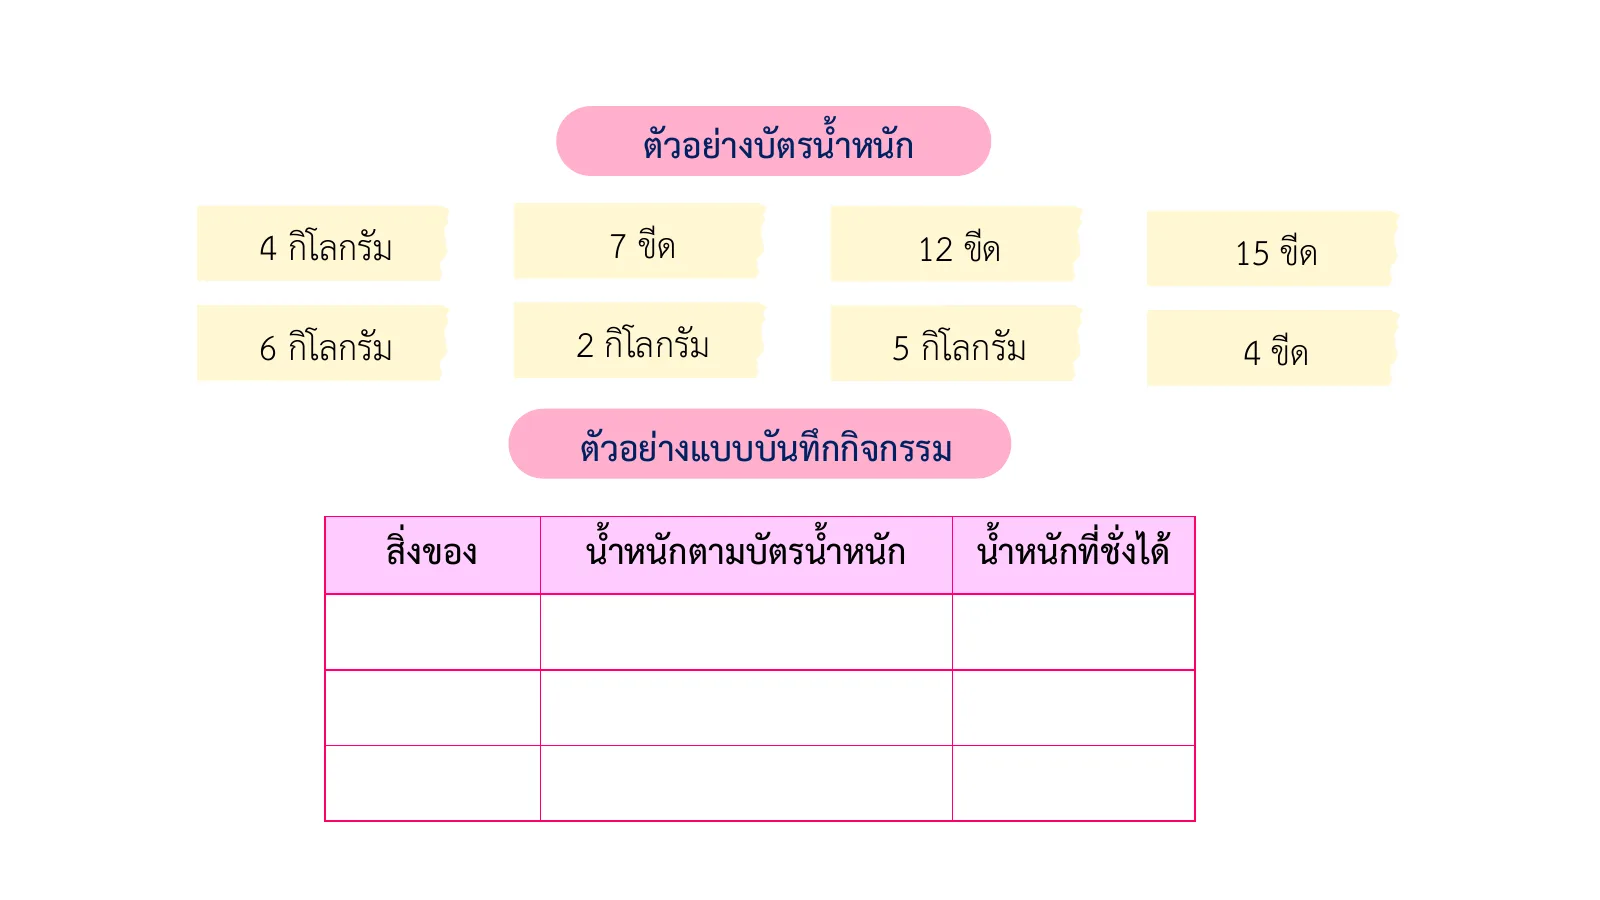 ตัวอย่างบัตรน้ำหนัก
4 กิโลกรัม 7 ขีด 12 ขีด 15 ขีด
6 กิโลกรัม 2 กิโลกรัม 5 กิโลกรัม 4 ขีด
ตัวอย่างแบบบันทึกกิจกรรม
สิ่งของ น้ำหนักตามบัตรน้ำหนัก น้ำหนักที่ชั่งได้